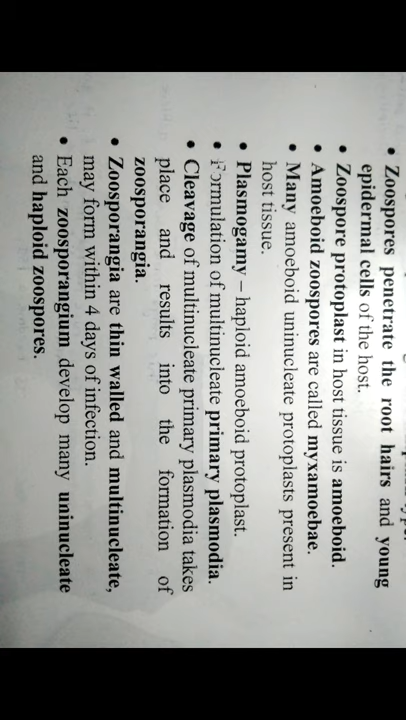 • Zoospores penetrate the root hairs and young
epidermal cells of the host.
• Zoospore protoplast in host tissue is amoeboid.
• Amoeboid zoospores are called myxamoebae.
• Many amoeboid uninucleate protoplasts present in
host tissue.
• Plasmogamy – haploid amoeboid protoplast.
• Formulation of multinucleate primary plasmodia.
• Cleavage of multinucleate primary plasmodia takes
place and results into the formation of
zoosporangia.
• Zoosporangia are thin walled and multinucleate,
may form within 4 days of infection.
• Each zoosporangium develop many uninucleate
and haploid zoospores.